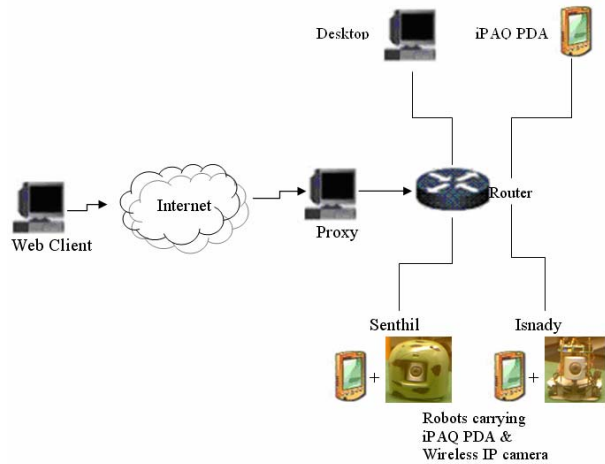 Desktop
iPAQ PDA
Internet
Router
Web Client
Proxy
Senthil
Isnady
+
+
Robots carrying
iPAQ PDA &
Wireless IP camera